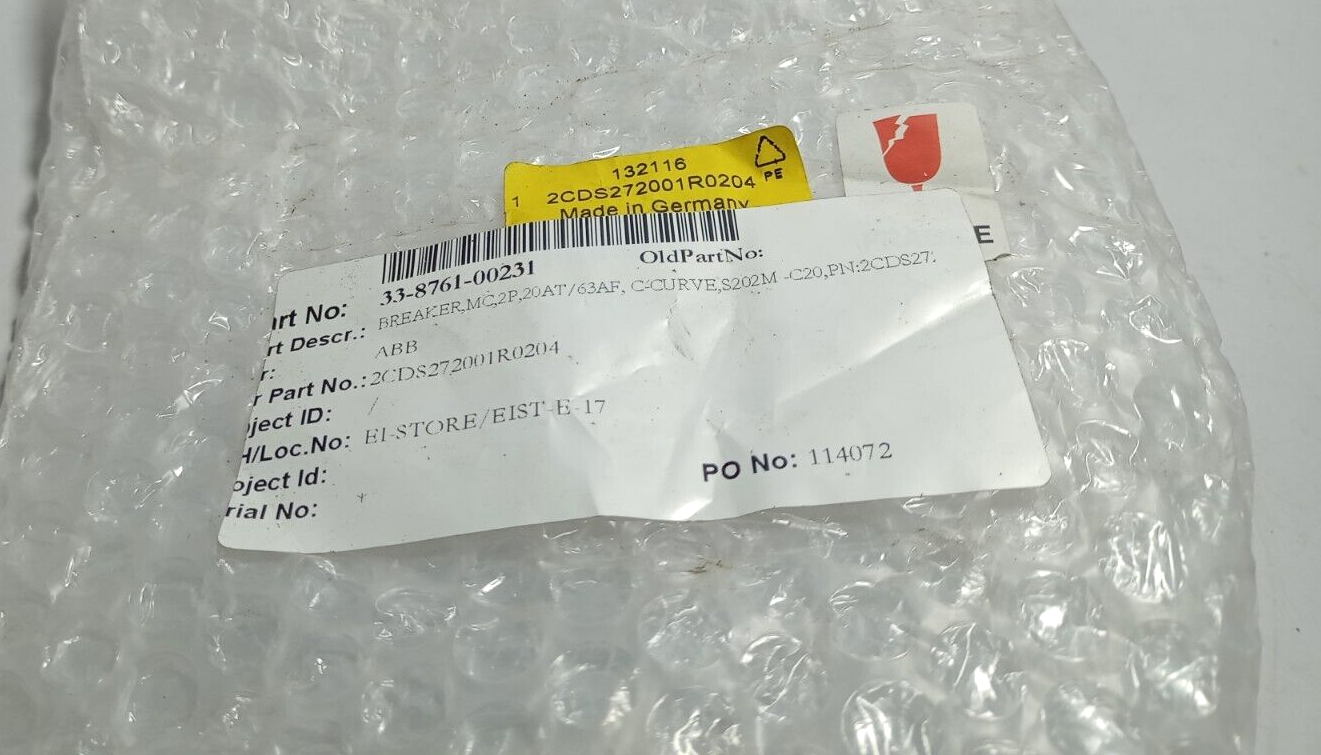 132116
PE
1 2CDS272001R0204
Made in Germany
E
33-8761-00231 OldPartNo:
rt No:
BREAKER,MC,2P,20AT/63AF, C-CURVE,S202M -C20,PN:2CDS27
rt Descr.:
ABB
r:
r Part No.: 2CDS272001R0204
ject ID: /
H/Loc.No: EI-STORE/EIST-E-17
oject Id:
rial No:
PO No: 114072